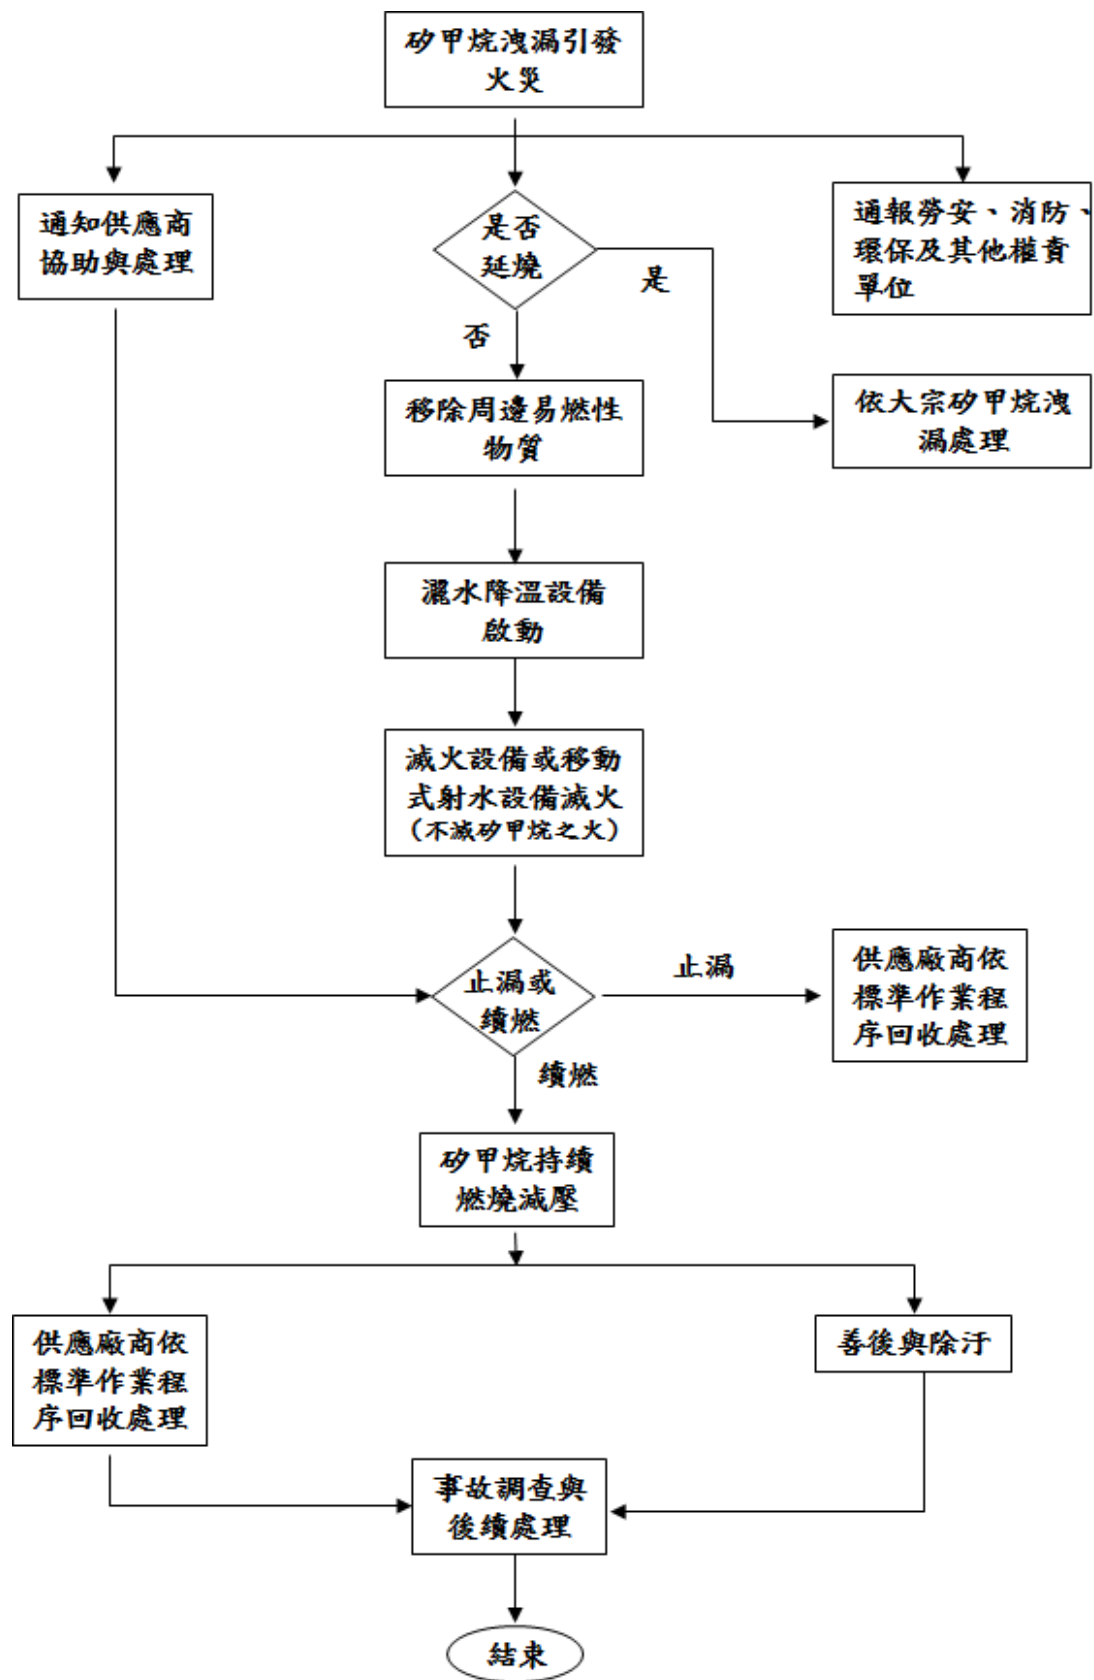 矽甲烷洩漏引發
火災
通知供應商
協助與處理
是否
延燒
通報勞安、消防、
環保及其他權責
單位
是
否
移除周邊易燃性
物質
依大宗矽甲烷洩
漏處理
灑水降溫設備
啟動
滅火設備或移動
式射水設備滅火
（不滅矽甲烷之火）
止漏或
續燃
止漏
供應廠商依
標準作業程
序回收處理
續燃
矽甲烷持續
燃燒減壓
供應廠商依
標準作業程
序回收處理
善後與除汙
事故調查與
後續處理
結束